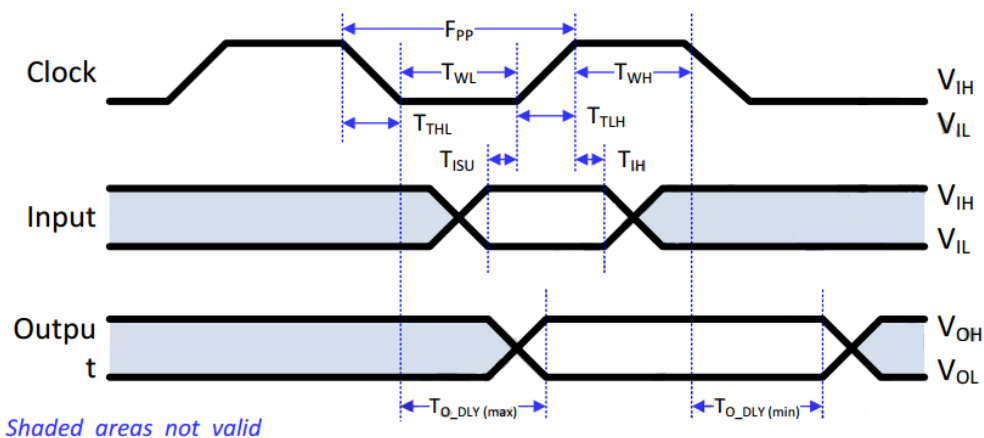 F_PP
Clock
T_WL
T_WH
V_IH
T_THL
T_TLH
V_IL
T_ISU
T_IH
V_IH
Input
V_IL
Outpu
t
V_OH
V_OL
T_O_DLY (max)
T_O_DLY (min)
Shaded areas not valid